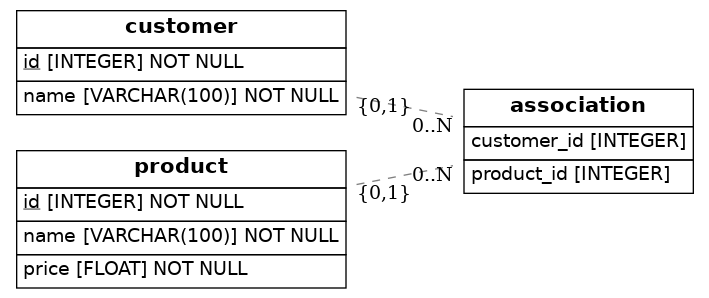 customer
id [INTEGER] NOT NULL
name [VARCHAR(100)] NOT NULL
{0,1}
0..N
association
customer_id [INTEGER]
product_id [INTEGER]
product
id [INTEGER] NOT NULL
name [VARCHAR(100)] NOT NULL
price [FLOAT] NOT NULL
0..N
{0,1}